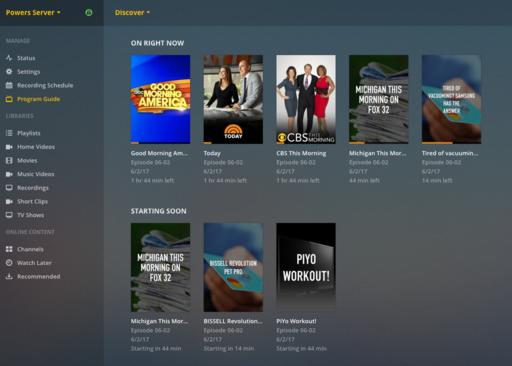 Powers Server
Discover
MANAGE
Status
Settings
Recording Schedule
Program Guide
LIBRARIES
Playlists
Home Videos
Movies
Music Videos
Recordings
Short Clips
TV Shows
ONLINE CONTENT
Channels
Watch Later
Recommended
ON RIGHT NOW
GOOD
abc MORNING
AMERICA
Good Morning Am...
Episode 06-02
6/2/17
1 hr 44 min left
TODAY
Today
Episode 06-02
6/2/17
1 hr 44 min left
CBS THIS
MORNING
CBS This Morning
Episode 06-02
6/2/17
1 hr 44 min left
MICHIGAN THIS
MORNING ON
FOX 32
Michigan This Mor...
Episode 06-02
6/2/17
44 min left
TIRED OF
VACUUMING? SAMSUNG
HAS THE
ANSWER
Tired of vacuumin...
Episode 06-02
6/2/17
14 min left
STARTING SOON
MICHIGAN THIS
MORNING ON
FOX 32
Michigan This Mor...
Episode 06-02
6/2/17
Starting in 44 min
BISSELL REVOLUTION
PET PRO
BISSELL Revolution...
Episode 06-02
6/2/17
Starting in 14 min
PIYO
WORKOUT!
PiYo Workout!
Episode 06-02
6/2/17
Starting in 44 min